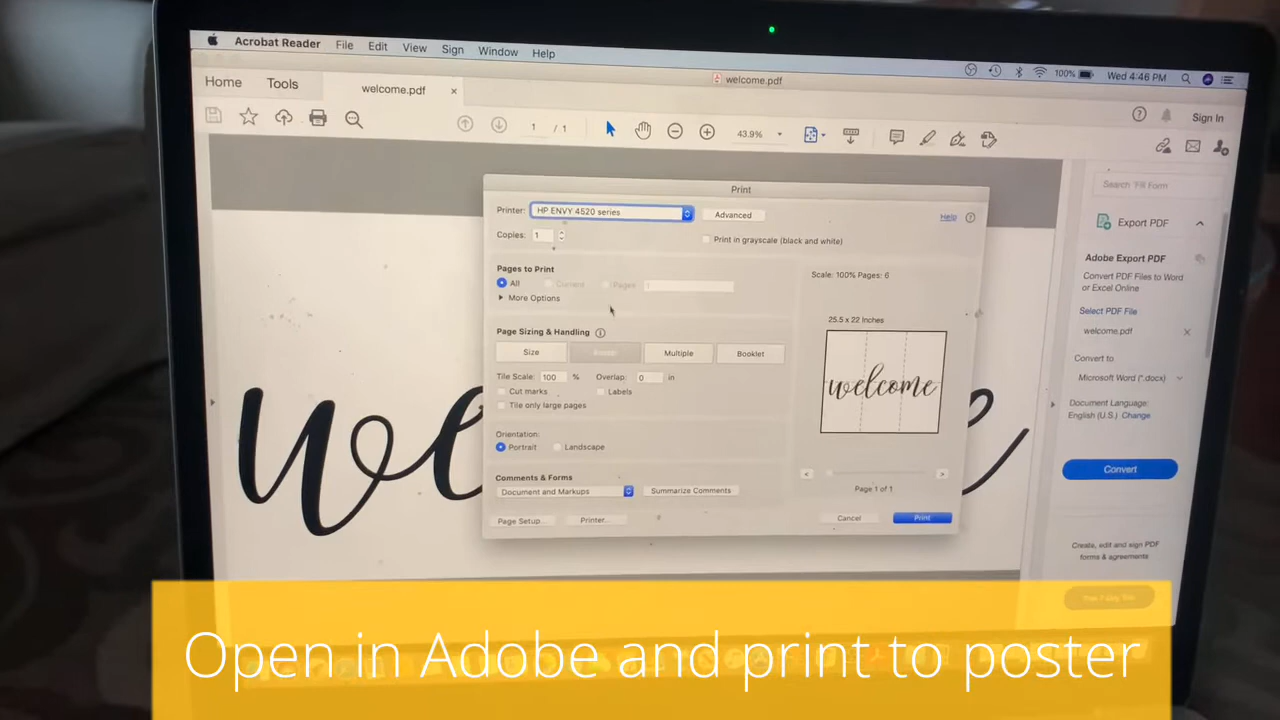 Acrobat Reader File Edit View Sign Window Help
100% Wed 4:46 PM
welcome.pdf
Home Tools welcome.pdf ×
1 / 1 43.9% Sign In
Print
Printer: HP ENVY 4520 series Advanced Help
Copies: 1 Print in grayscale (black and white)
Pages to Print
All Current Pages 1
More Options
Scale: 100% Pages: 6
25.5 x 22 Inches
welcome
Page Sizing & Handling
Size Poster Multiple Booklet
Tile Scale: 100 % Overlap: 0 in
Cut marks Labels
Tile only large pages
Orientation:
Portrait Landscape
Comments & Forms
Document and Markups Summarize Comments
< >
Page 1 of 1
Page Setup... Printer... Cancel Print
Search 'Fill Form'
Export PDF
Adobe Export PDF
Convert PDF Files to Word
or Excel Online
Select PDF File
welcome.pdf ×
Convert to
Microsoft Word (*.docx)
Document Language:
English (U.S.) Change
Convert
Create, edit and sign PDF
forms & agreements
we e
Open in Adobe and print to poster